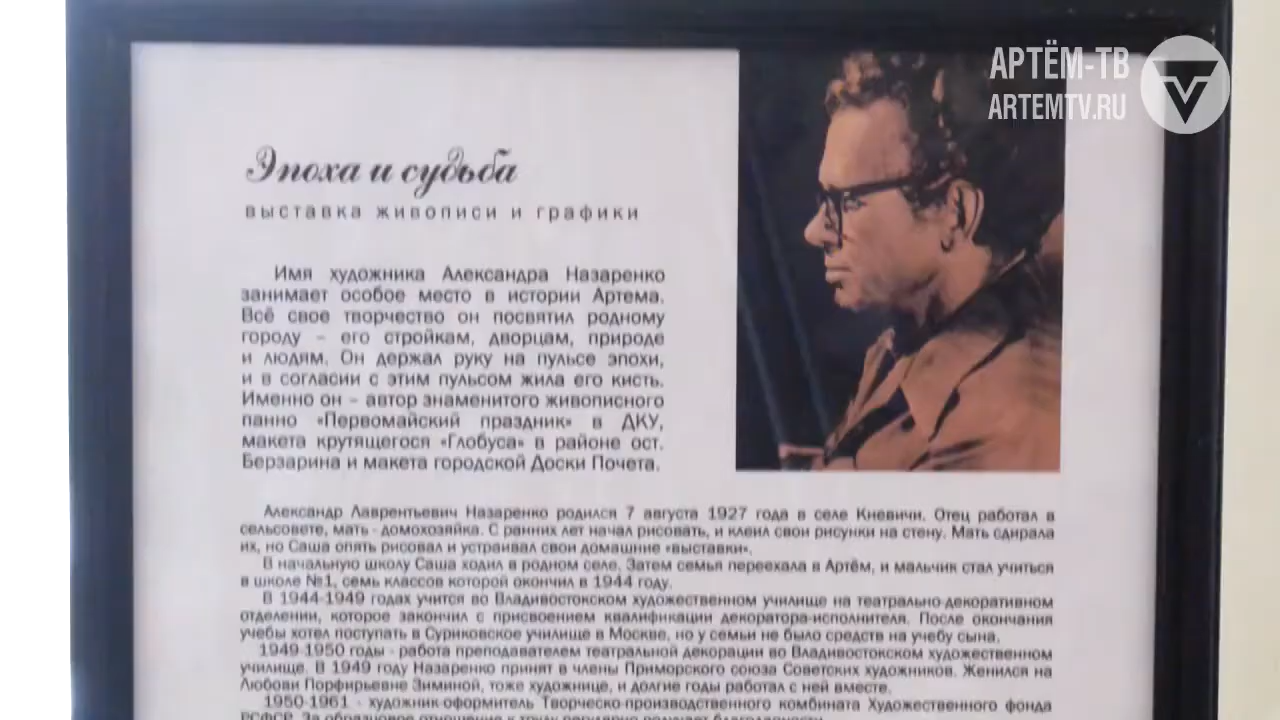 АРТЁМ-ТВ
ARTEMTV.RU
Эпоха и судьба
выставка живописи и графики
Имя художника Александра Назаренко
занимает особое место в истории Артема.
Всё свое творчество он посвятил родному
городу – его стройкам, дворцам, природе
и людям. Он держал руку на пульсе эпохи,
и в согласии с этим пульсом жила его кисть.
Именно он – автор знаменитого живописного
панно «Первомайский праздник» в ДКУ,
макета крутящегося «Глобуса» в районе ост.
Берзарина и макета городской Доски Почета.
Александр Лаврентьевич Назаренко родился 7 августа 1927 года в селе Кневичи. Отец работал в
сельсовете, мать - домохозяйка. С ранних лет начал рисовать, и клеил свои рисунки на стену. Мать сдирала
их, но Саша опять рисовал и устраивал свои домашние «выставки».
В начальную школу Саша ходил в родном селе. Затем семья переехала в Артём, и мальчик стал учиться
в школе №1, семь классов которой окончил в 1944 году.
В 1944-1949 годах учится во Владивостокском художественном училище на театрально-декоративном
отделении, которое закончил с присвоением квалификации декоратора-исполнителя. После окончания
учебы хотел поступать в Суриковское училище в Москве, но у семьи не было средств на учебу сына.
1949-1950 годы - работа преподавателем театральной декорации во Владивостокском художественном
училище. В 1949 году Назаренко принят в члены Приморского союза Советских художников. Женился на
Любови Порфирьевне Зиминой, тоже художнице, и долгие годы работал с ней вместе.
1950-1961 - художник-оформитель Творческо-производственного комбината Художественного фонда
РСФСР. За образцовое отношение к труду регулярно получает благодарности.